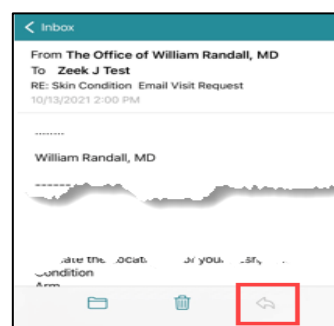 < Inbox
From The Office of William Randall, MD
To Zeek J Test
RE: Skin Condition Email Visit Request
10/13/2021 2:00 PM
--------
William Randall, MD
-------
the
Condition
Arm